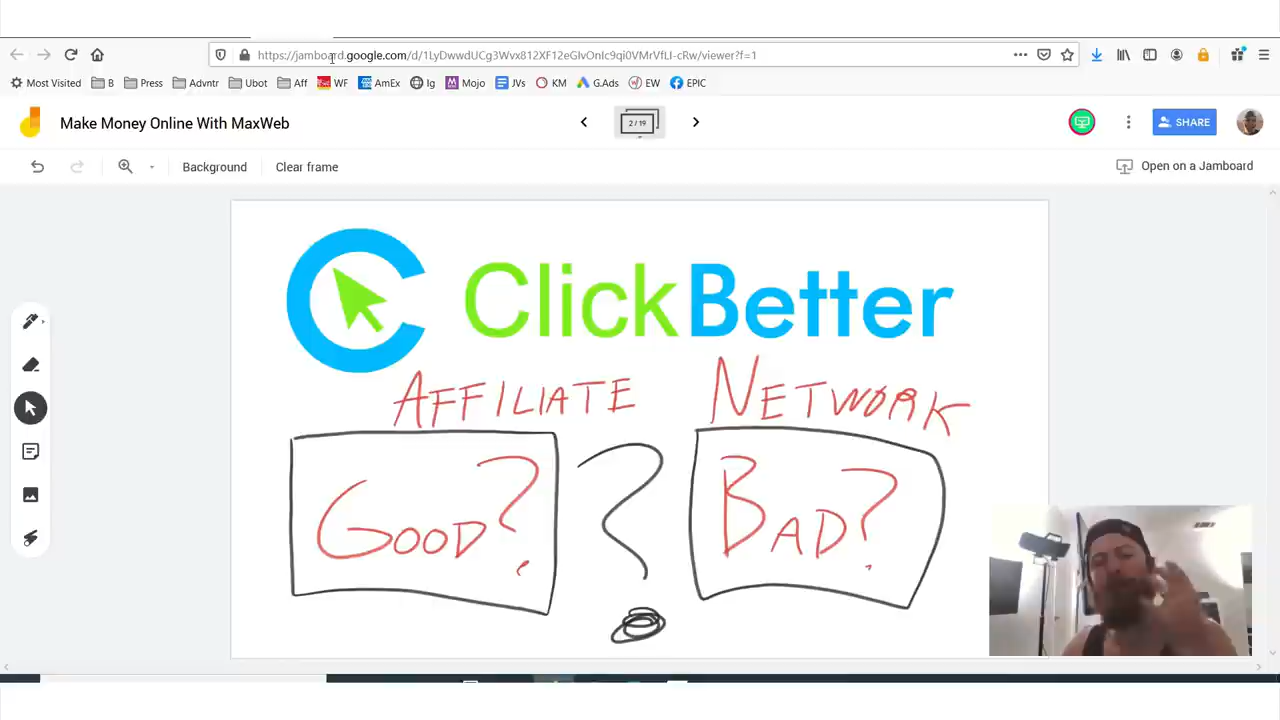 https://jamboard.google.com/d/1LyDwwdUCg3Wvx812XF12eGlvOnIc9qi0VMrVfLI-cRw/viewer?f=1
Most Visited B Press Advntr Ubot Aff WF AmEx Ig Mojo JVs KM G.Ads EW EPIC
Make Money Online With MaxWeb
2 / 19
SHARE
Background
Clear frame
Open on a Jamboard
ClickBetter
AFFILIATE NETWORK
GOOD? ? BAD?